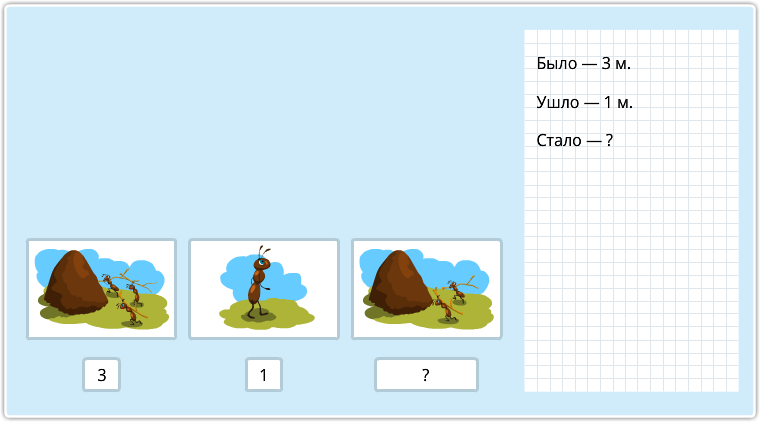 Было — 3 м.
Ушло — 1 м.
Стало — ?
3
1
?